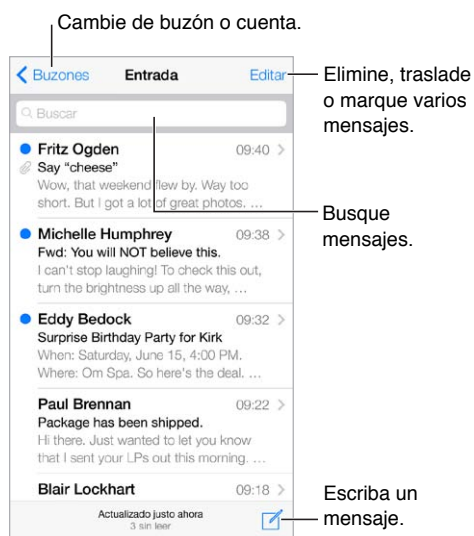 Cambie de buzón o cuenta.
Buzones Entrada Editar
Elimine, traslade
o marque varios
mensajes.
Buscar
Fritz Ogden 09:40
Say “cheese”
Wow, that weekend flew by. Way too
short. But I got a lot of great photos. …
Busque
mensajes.
Michelle Humphrey 09:38
Fwd: You will NOT believe this.
I can't stop laughing! To check this out,
turn the brightness up all the way, …
Eddy Bedock 09:32
Surprise Birthday Party for Kirk
When: Saturday, June 15, 4:00 PM.
Where: Om Spa. So here's the deal. …
Paul Brennan 09:22
Package has been shipped.
Hi there. Just wanted to let you know
that I sent your LPs out this morning. …
Blair Lockhart 09:18
Actualizado justo ahora
3 sin leer
Escriba un
mensaje.